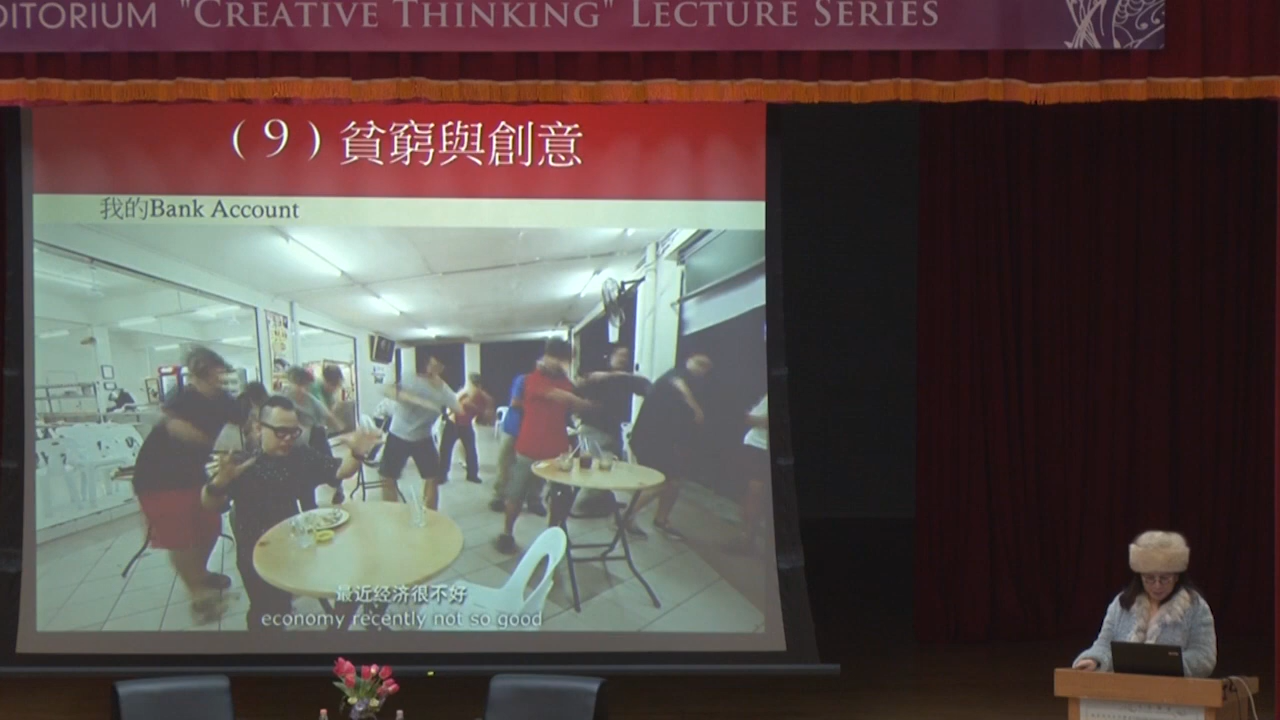 DITORIUM "CREATIVE THINKING" LECTURE SERIES
(9)貧窮與創意
我的Bank Account
最近经济很不好
economy recently not so good